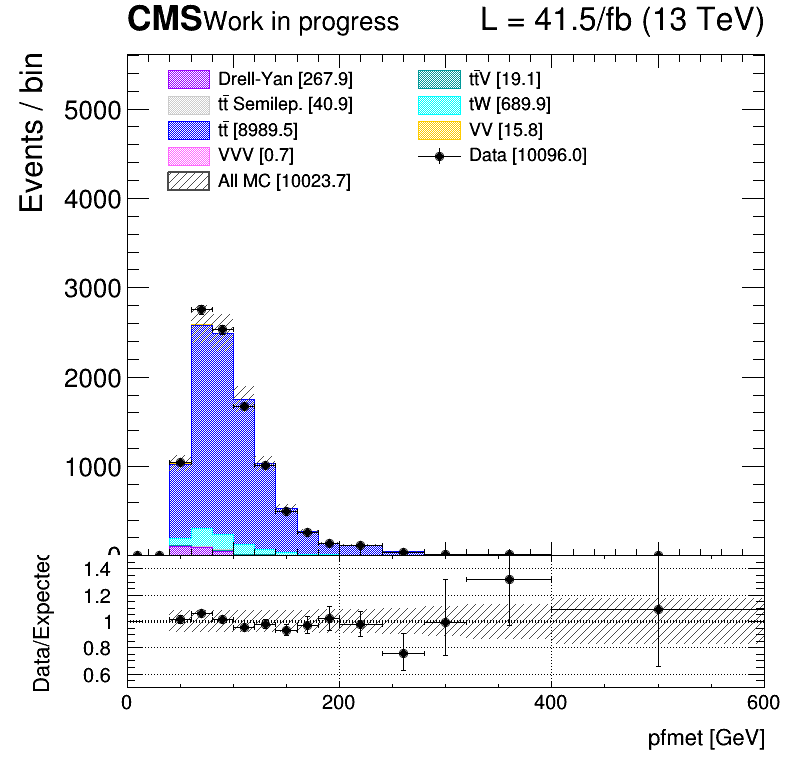 CMS Work in progress L = 41.5/fb (13 TeV)
Events / bin
Drell-Yan [267.9] tt̄V [19.1]
tt̄ Semilep. [40.9] tW [689.9]
tt̄ [8989.5] VV [15.8]
VVV [0.7] Data [10096.0]
All MC [10023.7]
5000
4000
3000
2000
1000
0
Data/Expected
1.4
1.2
1
0.8
0.6
0 200 400 600
pfmet [GeV]